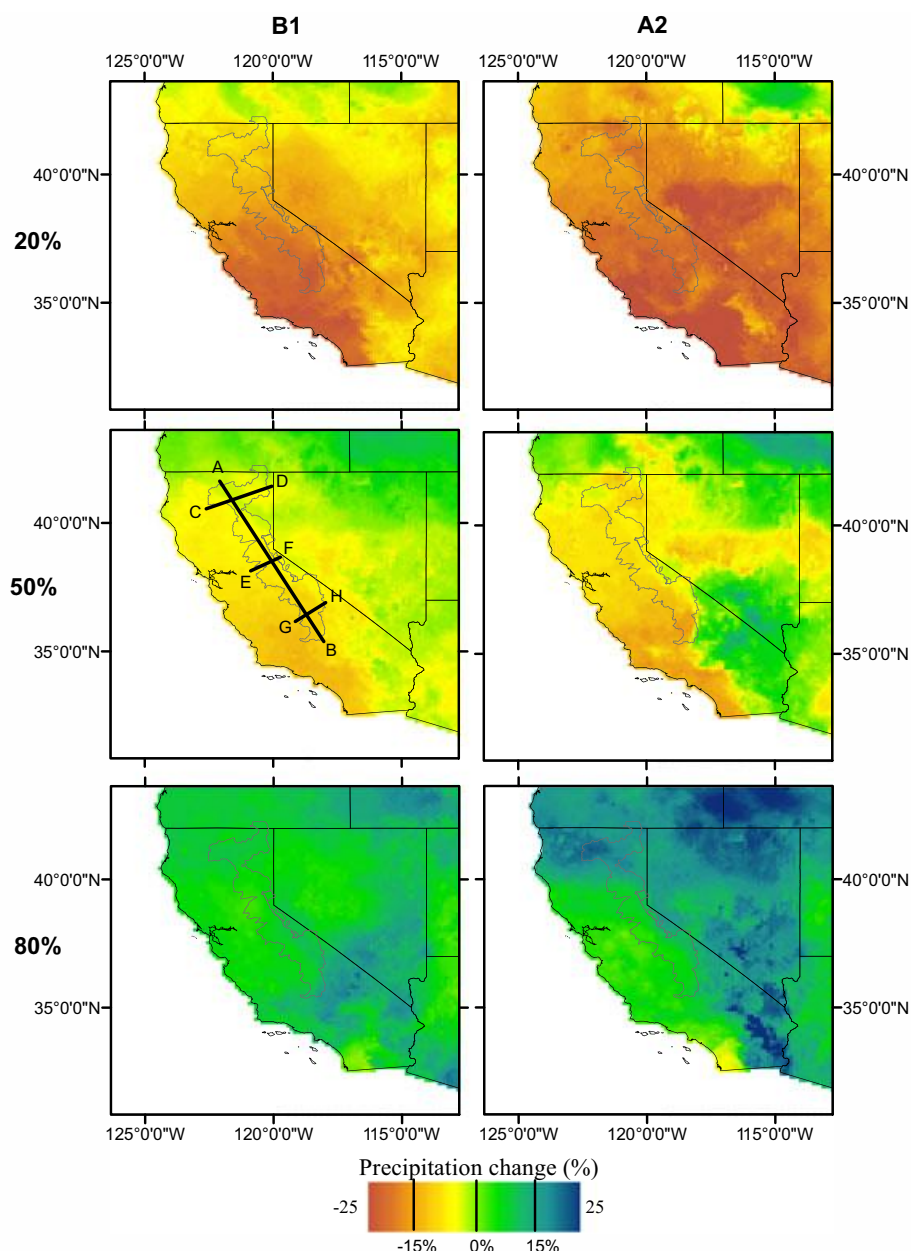 B1 A2
125°0'0"W 120°0'0"W 115°0'0"W 125°0'0"W 120°0'0"W 115°0'0"W
40°0'0"N 40°0'0"N
20%
35°0'0"N 35°0'0"N
A
D
C
40°0'0"N 40°0'0"N
F
E
50%
H
G
B
35°0'0"N 35°0'0"N
40°0'0"N 40°0'0"N
80%
35°0'0"N 35°0'0"N
125°0'0"W 120°0'0"W 115°0'0"W 125°0'0"W 120°0'0"W 115°0'0"W
Precipitation change (%)
-25 25
-15% 0% 15%